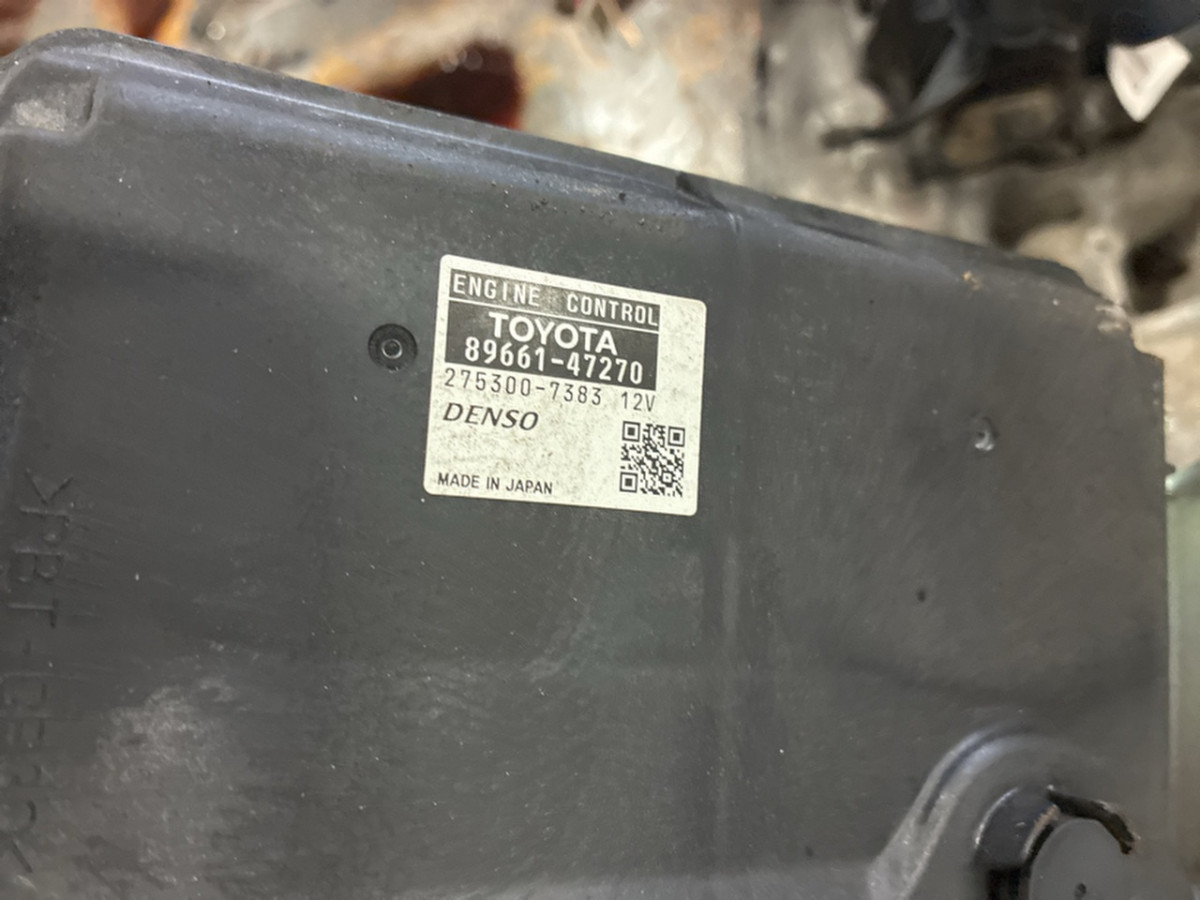 ENGINE CONTROL
TOYOTA
89661-47270
275300-7383 12V
DENSO
MADE IN JAPAN